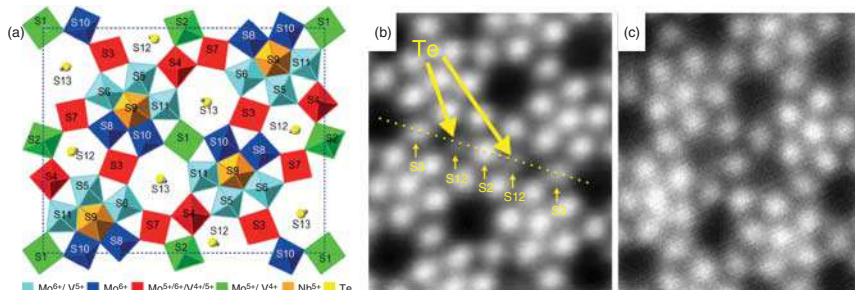 (a)
S1 S10 S12 S8 S10 S1
S3 S4 S7 S9
S13 S5 S6 S11
S6 S5
S9 S11 S13 S4
S7 S8 S3 S12
S2 S10 S1 S10 S8 S2
S12 S3 S11 S9 S7
S4 S5 S13 S5 S6
S11 S6
S9 S7 S4 S3 S13
S10 S8 S12
S1 S2 S10 S1
Mo6+/ V5+ Mo6+ Mo5+/6+/V4+/5+ Mo5+/ V4+ Nb5+ Te
(b)
Te
S12 S2 S12
(c)